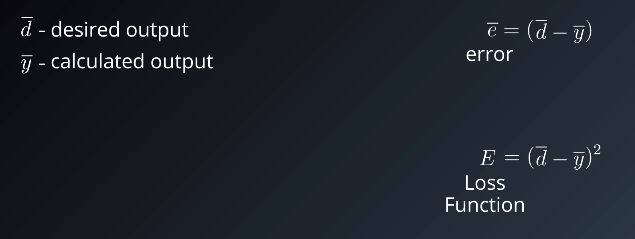 d̅ - desired output
y̅ - calculated output
e̅ = (d̅ − y̅)
error
E = (d̅ − y̅)²
Loss
Function